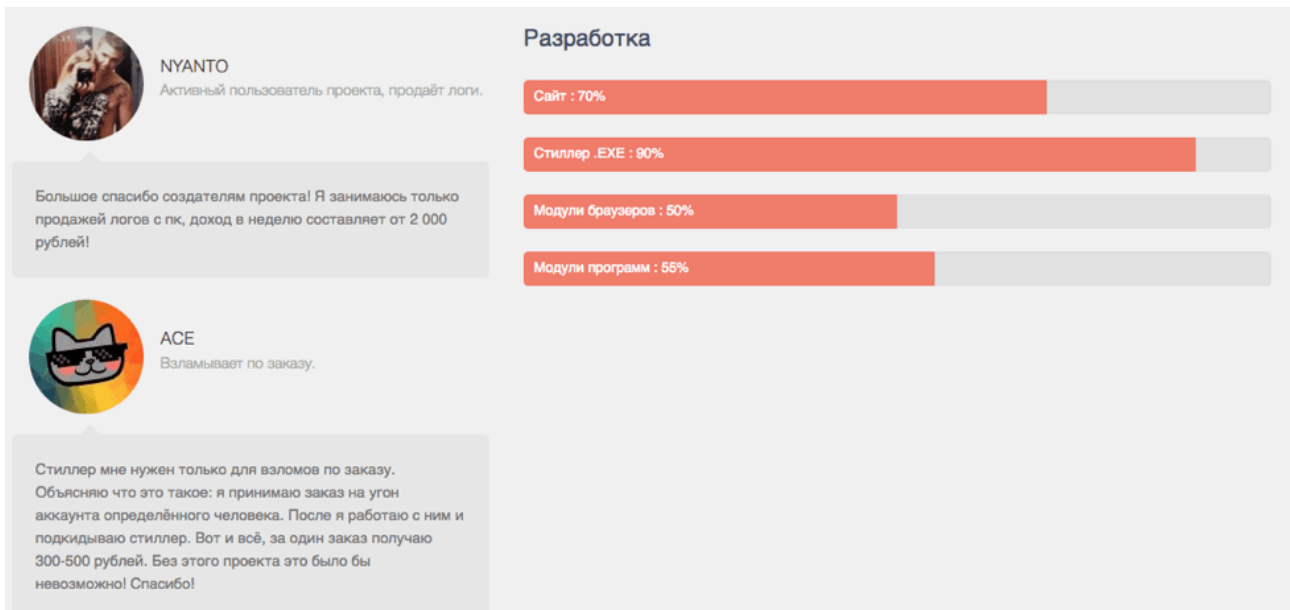 NYANTO
Активный пользователь проекта, продаёт логи.
Большое спасибо создателям проекта! Я занимаюсь только
продажей логов с пк, доход в неделю составляет от 2 000
рублей!
ACE
Взламывает по заказу.
Стиллер мне нужен только для взломов по заказу.
Объясняю что это такое: я принимаю заказ на угон
аккаунта определённого человека. После я работаю с ним и
подкидываю стиллер. Вот и всё, за один заказ получаю
300-500 рублей. Без этого проекта это было бы
невозможно! Спасибо!
Разработка
Сайт : 70%
Стиллер .EXE : 90%
Модули браузеров : 50%
Модули программ : 55%